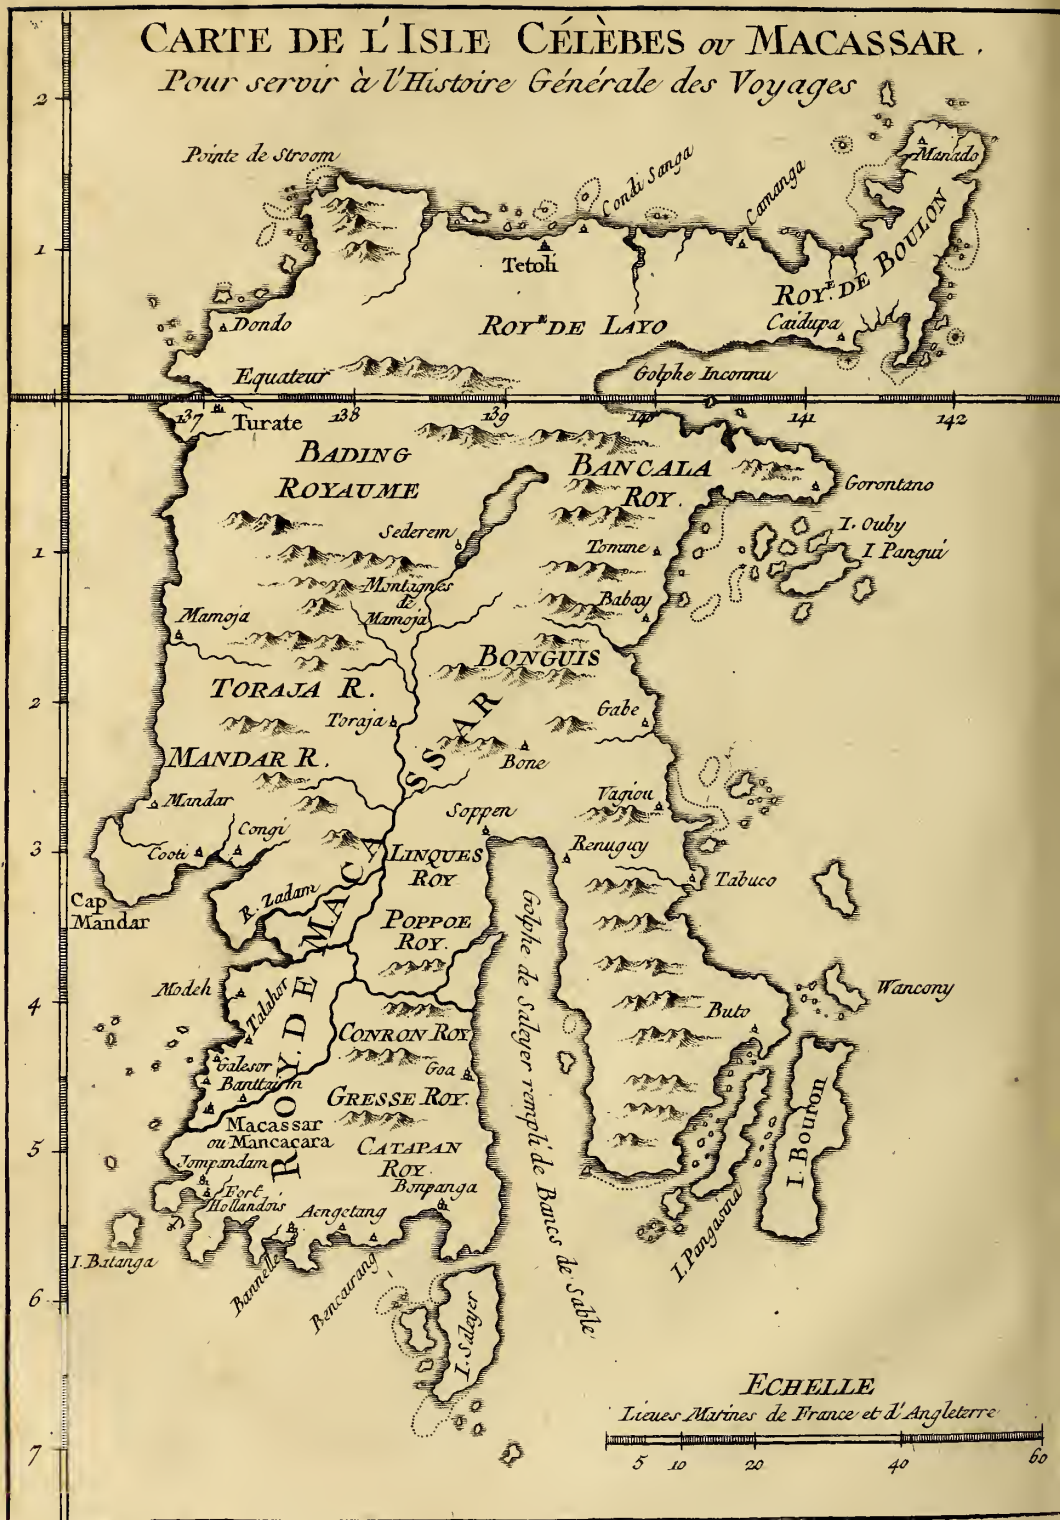 CARTE DE L'ISLE CÉLÈBES OU MACASSAR.
Pour servir à l'Histoire Générale des Voyages
2
Pointe de Stroom
Condi Sanga
Camanga
Manado
1
Tetoli
ROY.E DE BOULON
Dondo
ROY.E DE LAYO
Caidupa
Equateur
Golphe Inconnu
137
138
139
140
141
142
Turate
BADING
ROYAUME
BANCALA
ROY.
Gorontano
Sederem
I. Ouby
1
Tomine
I Pangui
Montagnes
de
Mamoja
Babay
Mamoja
BONGUIS
TORAJA R.
2
Toraja
Gabe
MANDAR R.
Bone
Mandar
Vagiou
Soppen
Congi
3
Cooti
LINQUES
ROY
Renuguy
Tabuco
Cap
Mandar
R. Zadam
POPPOE
ROY.
Golphe de Saleyer rempli de Bancs de Sable
ROY. DE MACASSAR
Modeh
Wancony
4
Talahor
Buto
CONRON ROY
Galesor
Goa
Banttaim
GRESSE ROY.
I. Bouton
Macassar
ou Mancaçara
5
CATAPAN
ROY.
Jompandam
Bonpanga
Fort
Hollandois
Aengetang
I. Pangasina
I. Batanga
Bannelle
Bencairang
6
I. Saleyer
ECHELLE
Lieues Marines de France et d'Angleterre
7
5 10 20 40 60